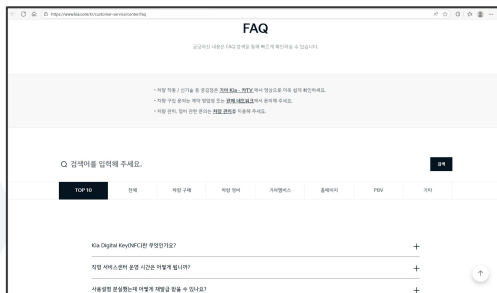 https://www.kia.com/kr/customer-service/center/faq
FAQ
궁금하신 내용은 FAQ 검색을 통해 빠르게 확인하실 수 있습니다.
• 차량 작동 / 신기술 등 궁금점은 기아 Kia - 차TV에서 영상으로 더욱 쉽게 확인하세요.
• 차량 구입 문의는 계약 영업점 또는 판매 네트워크에서 문의해 주세요.
• 차량 관리, 정비 관련 문의는 차량 관리를 이용해 주세요.
검색어를 입력해 주세요.
검색
TOP 10 전체 차량 구매 차량 정비 기아멤버스 홈페이지 PBV 기타
Kia Digital Key(NFC)란 무엇인가요?
직영 서비스센터 운영 시간은 어떻게 됩니까?
사용설명 분실했는데 어떻게 재발급 받을 수 있나요?